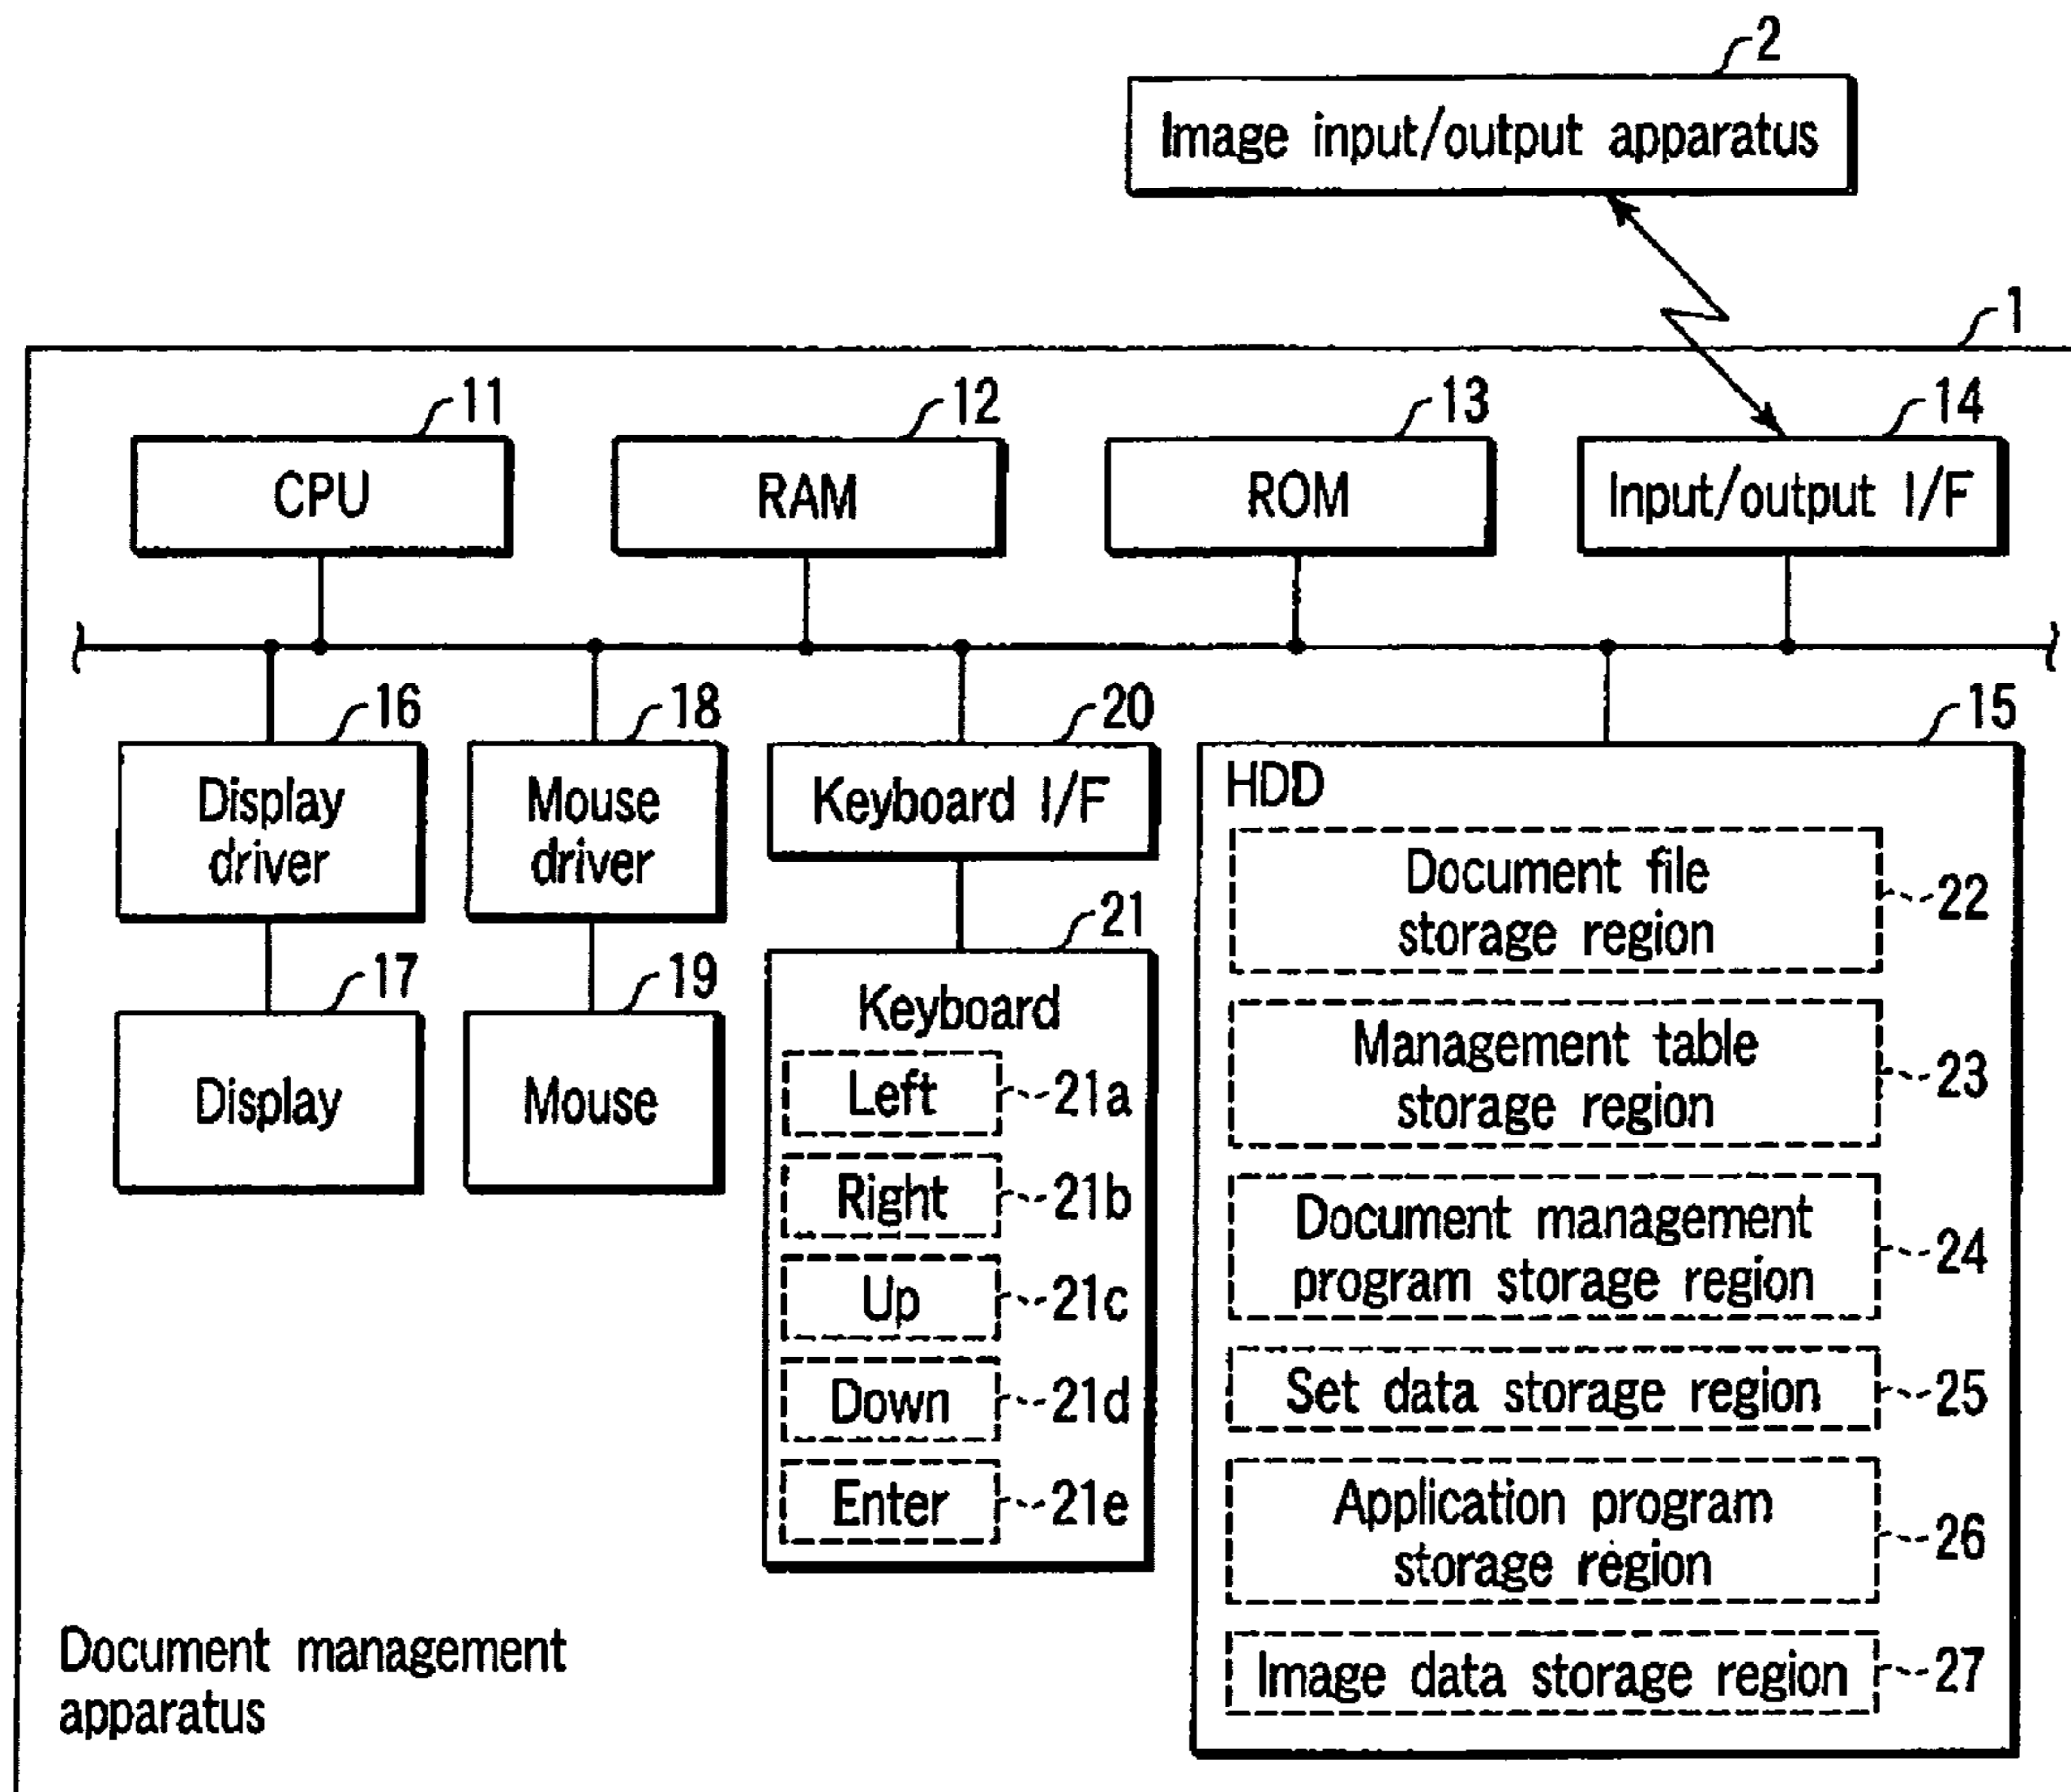 2
Image input/output apparatus
1
11
12
13
14
CPU
RAM
ROM
Input/output I/F
16
18
20
15
Display
driver
Mouse
driver
Keyboard I/F
17
19
21
Display
Mouse
Keyboard
Left 21a
Right 21b
Up 21c
Down 21d
Enter 21e
HDD
Document file
storage region
22
Management table
storage region
23
Document management
program storage region
24
Set data storage region 25
Application program
storage region
26
Image data storage region 27
Document management
apparatus